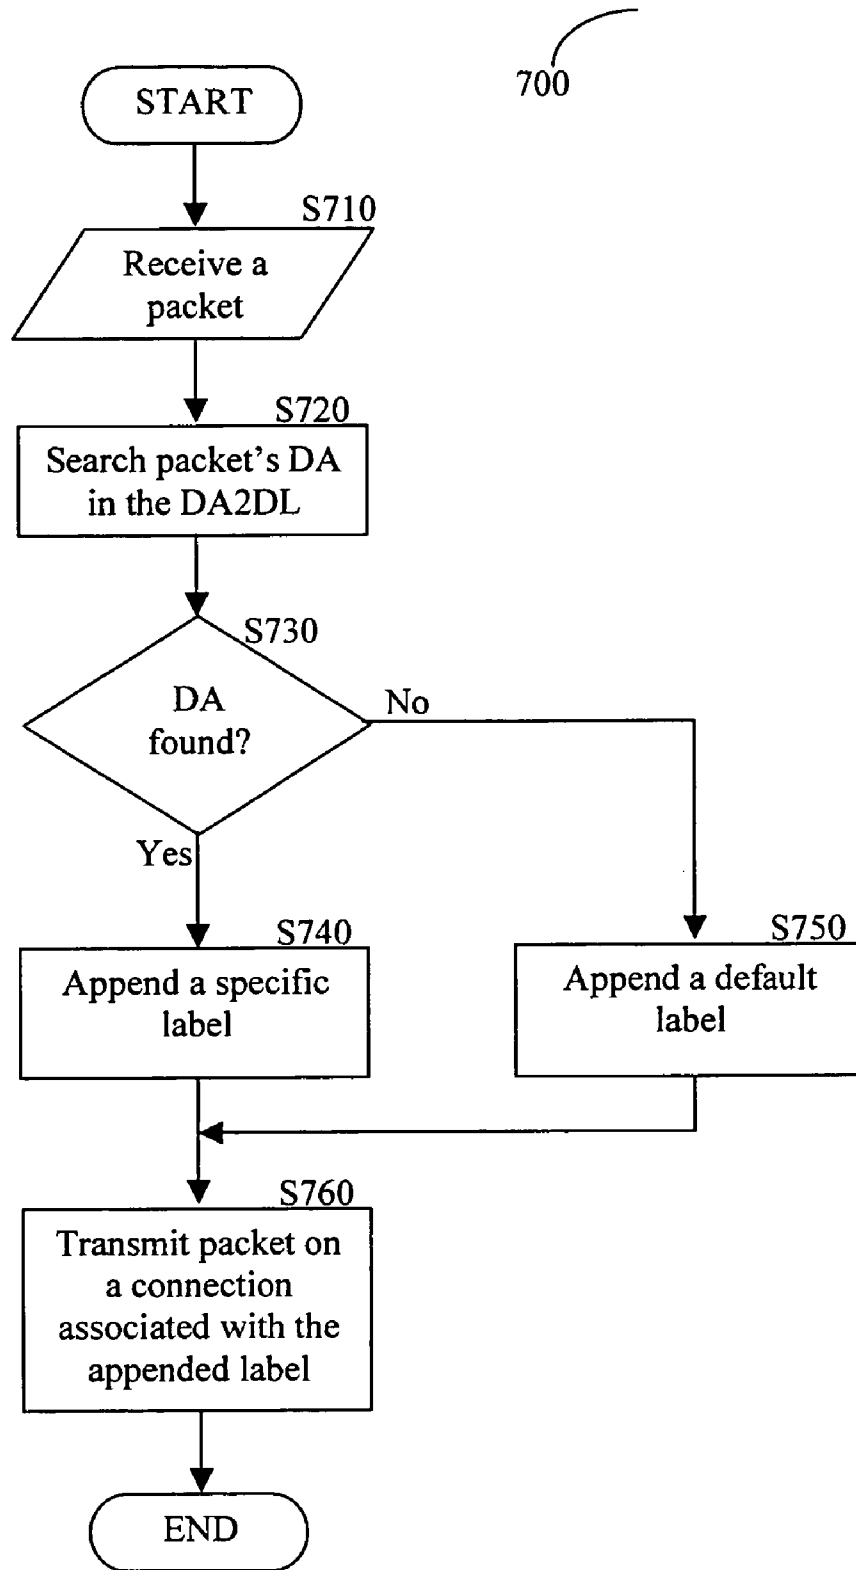 700
START
S710
Receive a
packet
S720
Search packet's DA
in the DA2DL
S730
DA
found?
No
Yes
S740
Append a specific
label
S750
Append a default
label
S760
Transmit packet on
a connection
associated with the
appended label
END